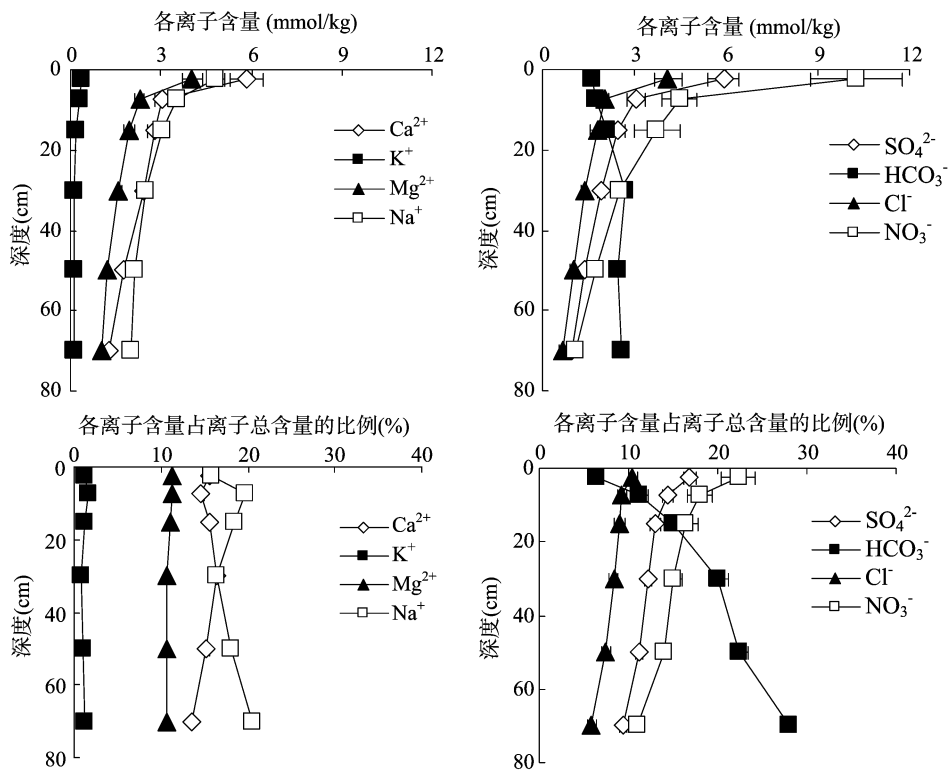 各离子含量 (mmol/kg)
0 3 6 9 12
0
20
40
60
80
深度(cm)
Ca²⁺
K⁺
Mg²⁺
Na⁺
各离子含量 (mmol/kg)
0 3 6 9 12
0
20
40
60
80
深度(cm)
SO₄²⁻
HCO₃⁻
Cl⁻
NO₃⁻
各离子含量占离子总含量的比例(%)
0 10 20 30 40
0
20
40
60
80
深度(cm)
Ca²⁺
K⁺
Mg²⁺
Na⁺
各离子含量占离子总含量的比例(%)
0 10 20 30 40
0
20
40
60
80
深度(cm)
SO₄²⁻
HCO₃⁻
Cl⁻
NO₃⁻